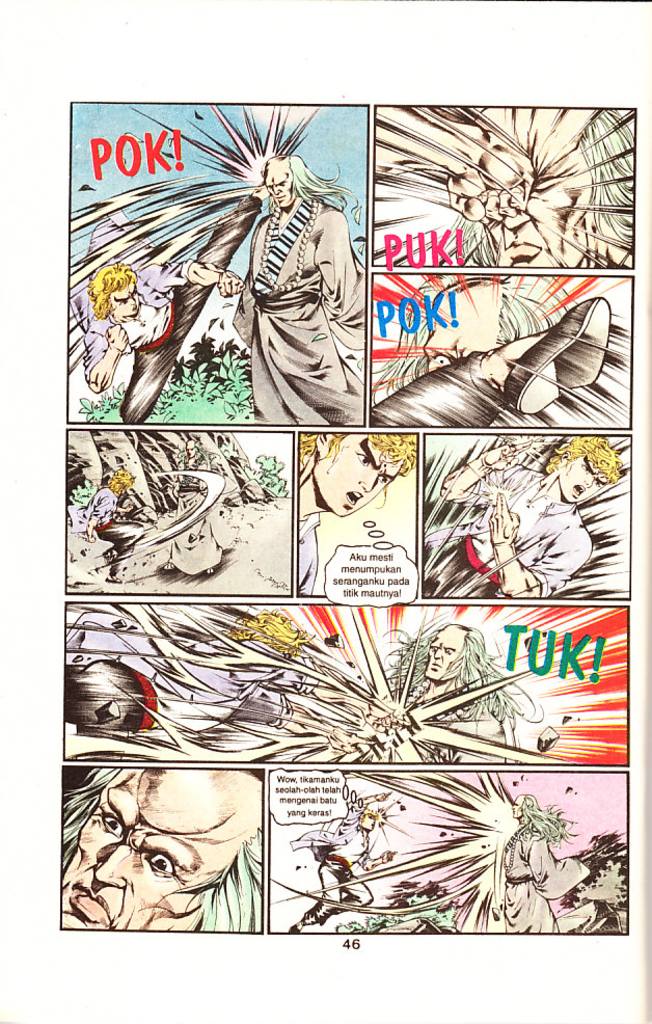 POK!
PUK!
POK!
Aku mesti
menumpukan
seranganku pada
titik mautnya!
TUK!
Wow, tikamanku
seolah-olah telah
mengenai batu
yang keras!
46